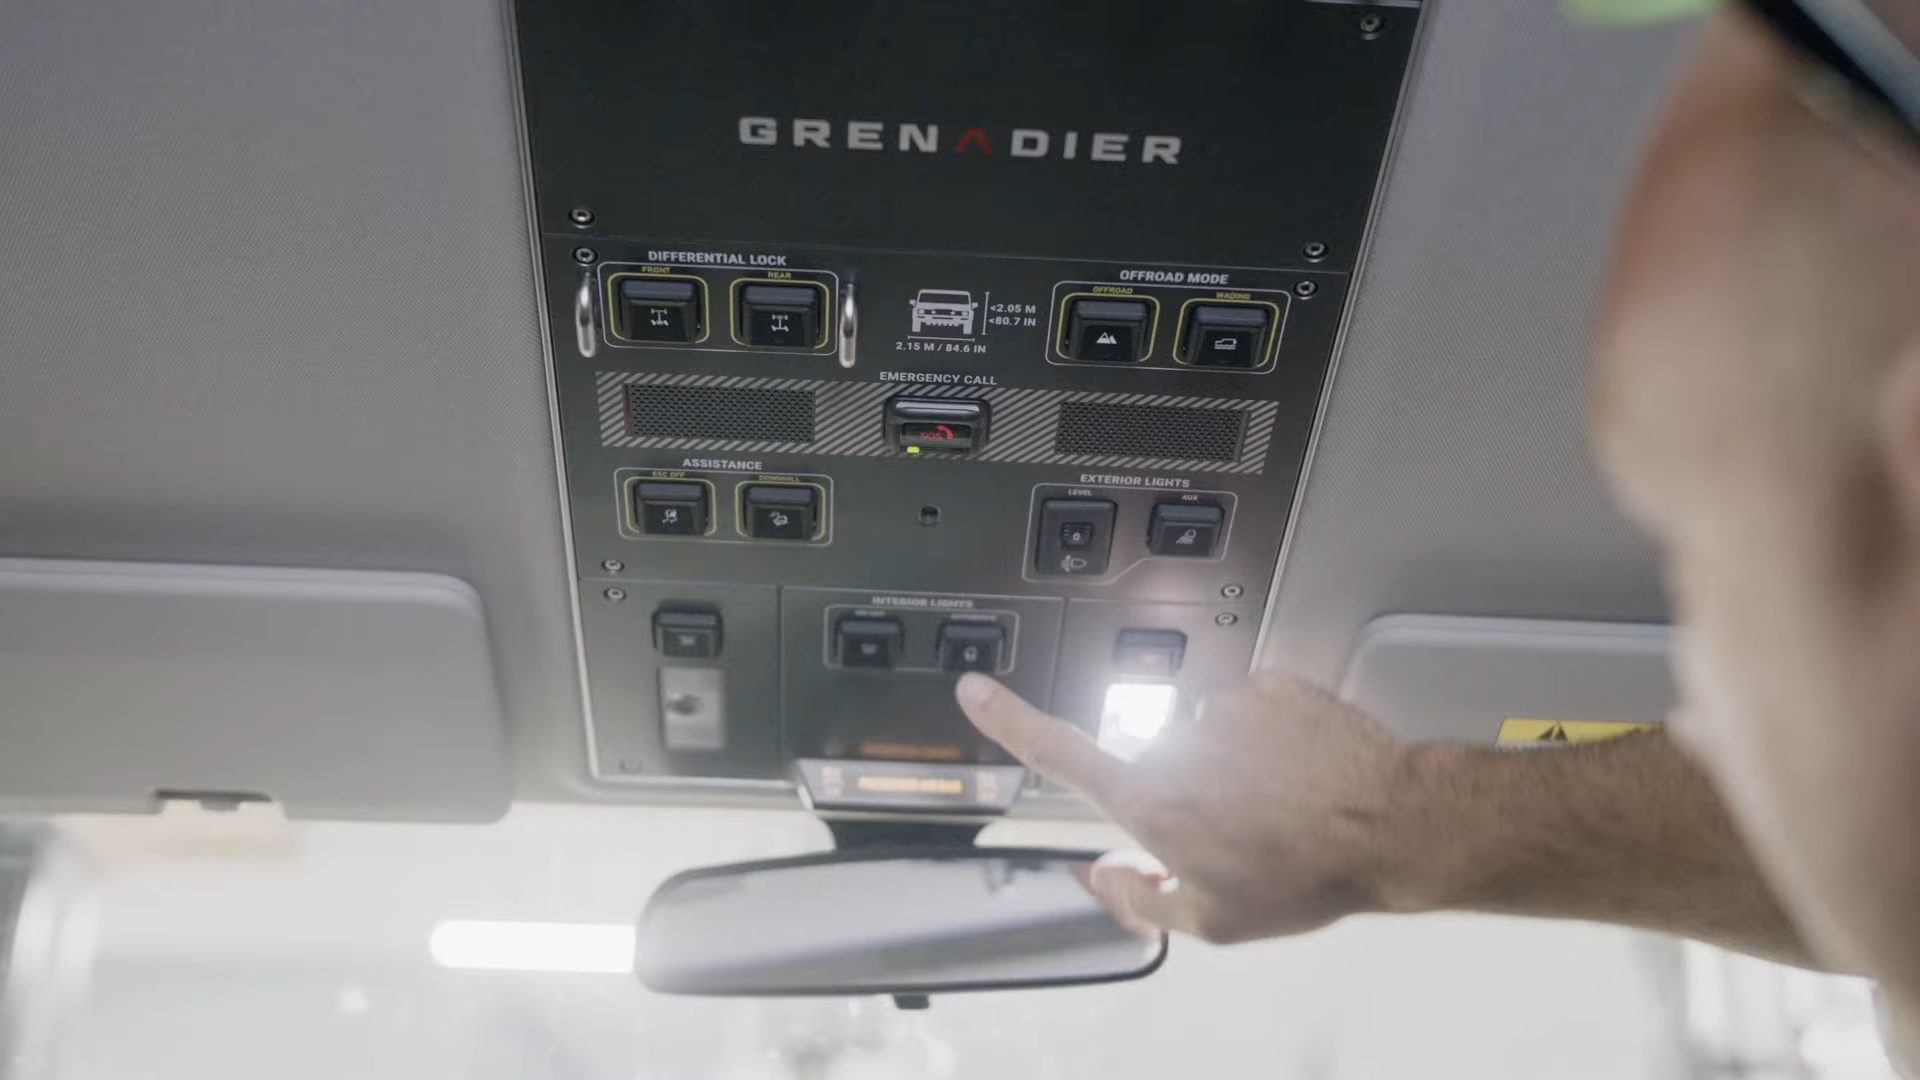 GRENADIER
DIFFERENTIAL LOCK
FRONT REAR
OFFROAD MODE
OFFROAD WADING
<2.05 M
<80.7 IN
2.15 M / 84.6 IN
EMERGENCY CALL
SOS
ASSISTANCE
ESC OFF DOWNHILL
EXTERIOR LIGHTS
LEVEL AUX
0
INTERIOR LIGHTS